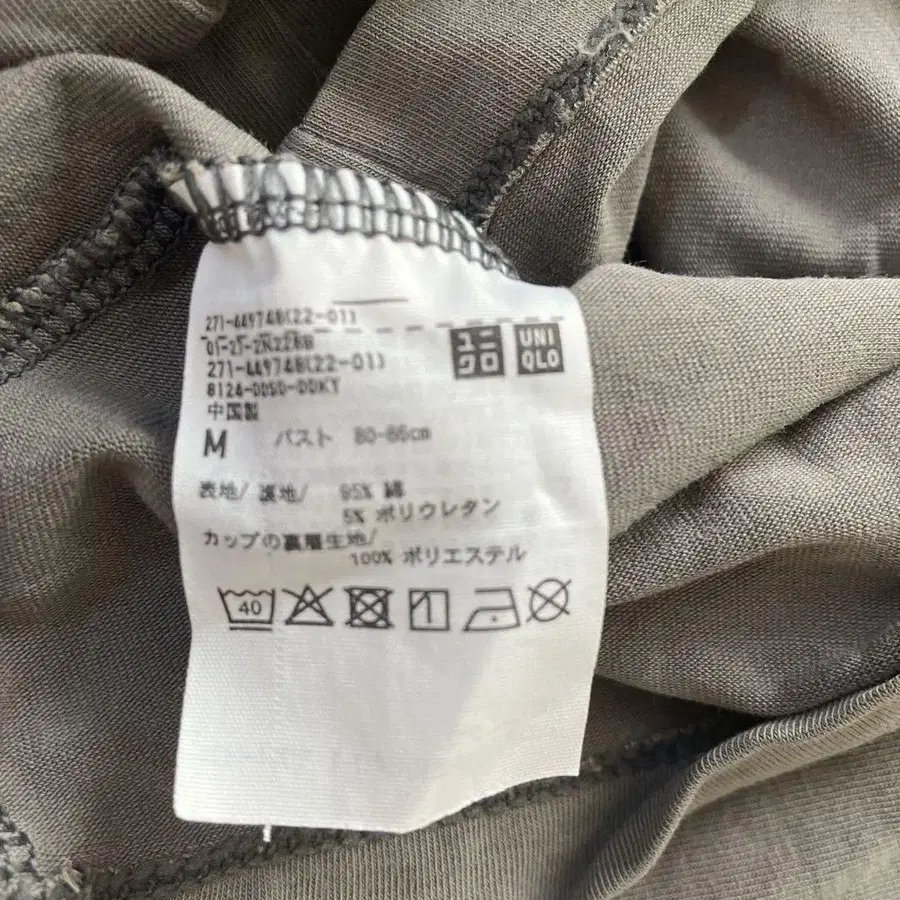 271-449748(22-01)
ユニクロ
UNIQLO
271-449748(22-01)
中国製
M バスト 80-86cm
表地/ 裏地/ 95% 綿
5% ポリウレタン
カップの裏層生地/
100% ポリエステル
40